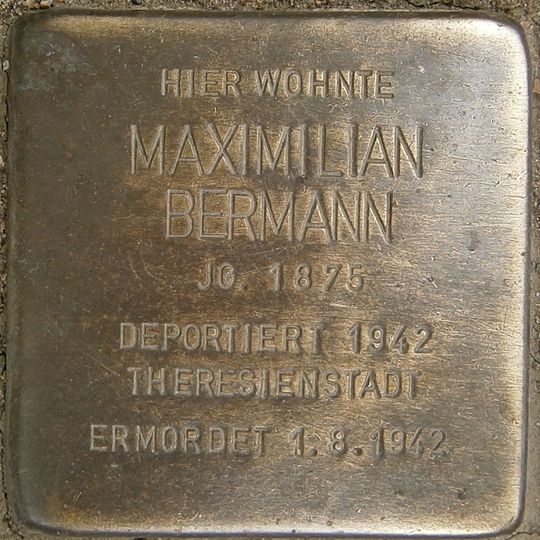 HIER WOHNTE
MAXIMILIAN
BERMANN
JG. 1875
DEPORTIERT 1942
THERESIENSTADT
ERMORDET 1.8.1942